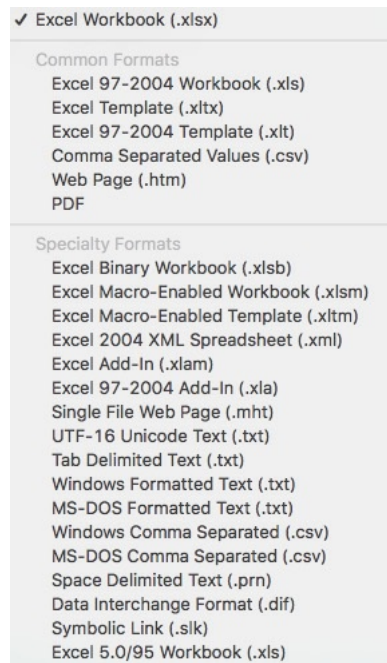 ✓ Excel Workbook (.xlsx)
Common Formats
Excel 97-2004 Workbook (.xls)
Excel Template (.xltx)
Excel 97-2004 Template (.xlt)
Comma Separated Values (.csv)
Web Page (.htm)
PDF
Specialty Formats
Excel Binary Workbook (.xlsb)
Excel Macro-Enabled Workbook (.xlsm)
Excel Macro-Enabled Template (.xltm)
Excel 2004 XML Spreadsheet (.xml)
Excel Add-In (.xlam)
Excel 97-2004 Add-In (.xla)
Single File Web Page (.mht)
UTF-16 Unicode Text (.txt)
Tab Delimited Text (.txt)
Windows Formatted Text (.txt)
MS-DOS Formatted Text (.txt)
Windows Comma Separated (.csv)
MS-DOS Comma Separated (.csv)
Space Delimited Text (.prn)
Data Interchange Format (.dif)
Symbolic Link (.slk)
Excel 5.0/95 Workbook (.xls)